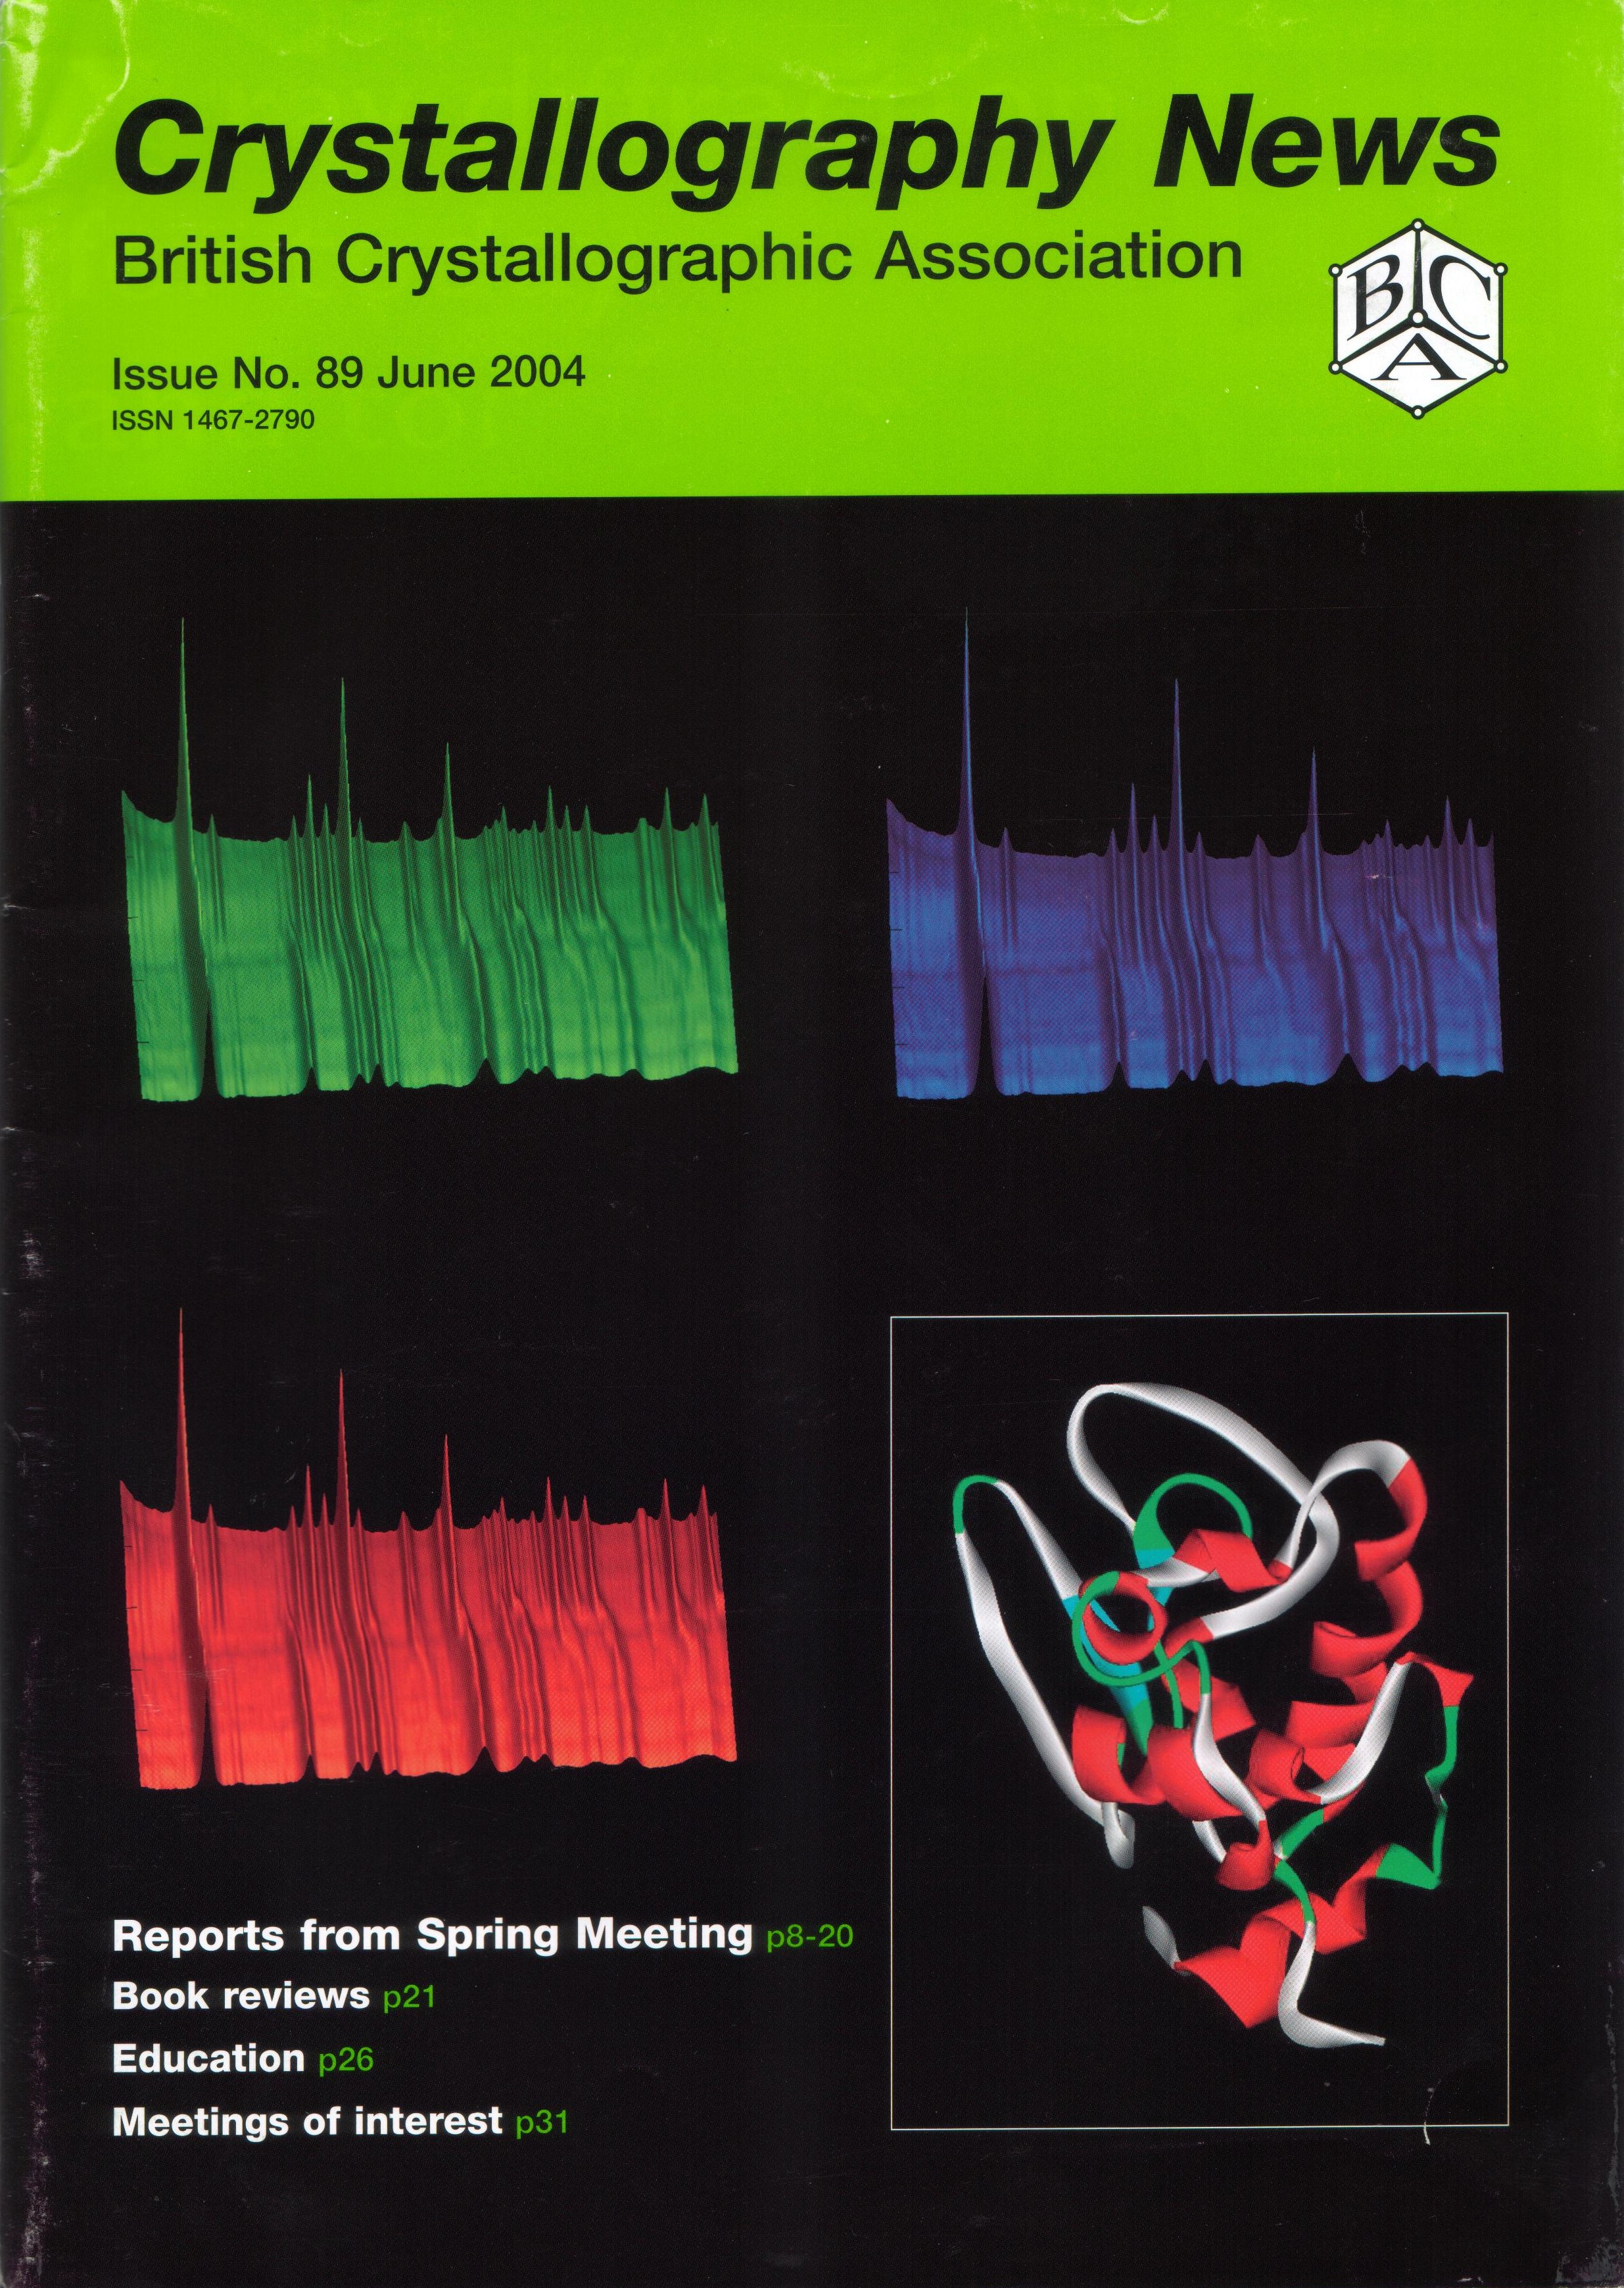 Crystallography News
British Crystallographic Association
BCA
Issue No. 89 June 2004
ISSN 1467-2790
Reports from Spring Meeting p8-20
Book reviews p21
Education p26
Meetings of interest p31